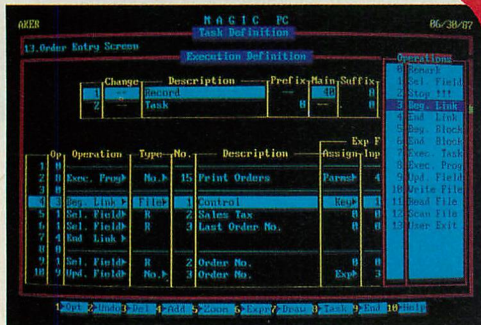 AKER MAGIC PC 06/30/87
Task Definition
13.Order Entry Screen
Execution Definition
Operations
Change Description Prefix Main Suffix
1 Record 40 0
2 Task 0 0
0 Remark
1 Sel. Field
2 Stop !!!
3 Beg. Link
4 End Link
5 Beg. Block
6 End Block
7 Exec. Task
8 Exec. Prog
9 Upd. Field
10 Write File
11 Read File
12 Scan File
13 User Exit
Exp F
Op Operation Type No. Description Assign Inp
1 0
2 8 Exec. Prog No. 15 Print Orders Parms 4
3 0
4 3 Beg. Link File 1 Control Key 1
5 1 Sel. Field R 2 Sales Tax 0 0
6 1 Sel. Field R 3 Last Order No. 0 0
7 4 End Link
8 0
9 1 Sel. Field R 2 Order No. 0 0
10 9 Upd. Field No. 3 Order No. Exp 3
1 Opt 2 Undo 3 Del 4 Add 5 Zoom 6 Expr 7 Draw 8 Task 9 End 10 Help